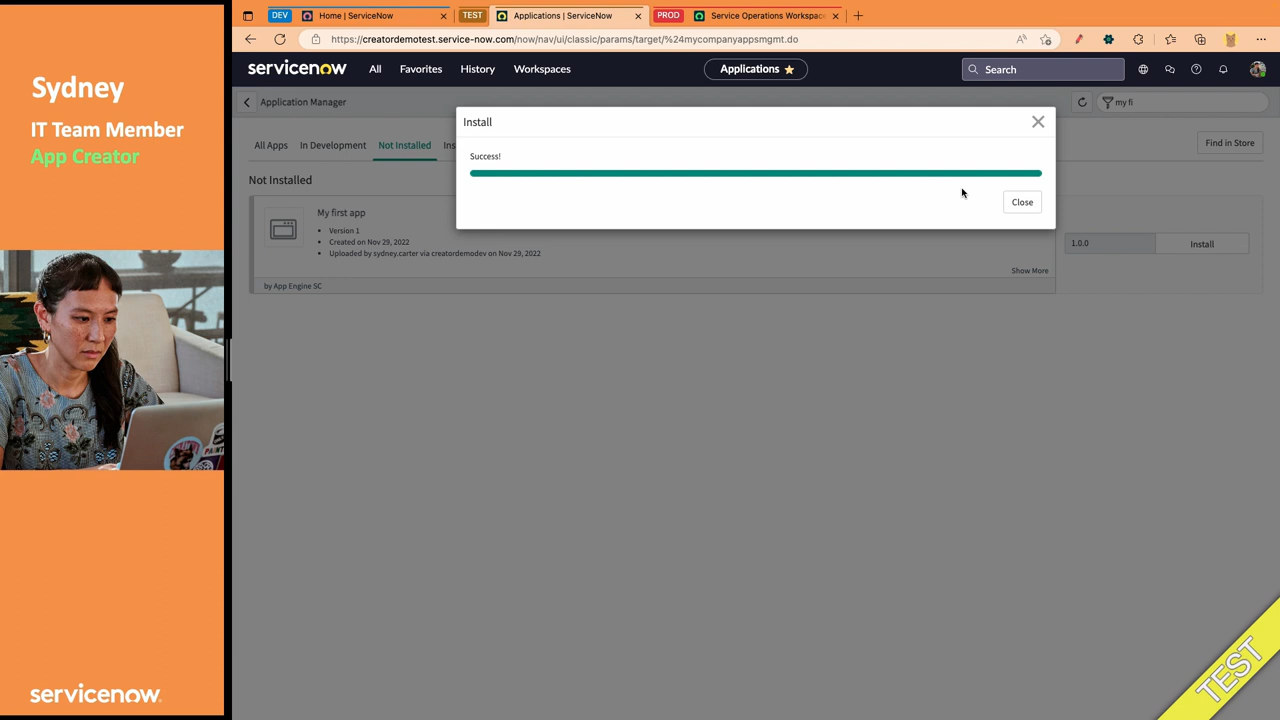 Sydney
IT Team Member
App Creator
servicenow
DEV
Home | ServiceNow
TEST
Applications | ServiceNow
PROD
Service Operations Workspac
https://creatordemotest.service-now.com/now/nav/ui/classic/params/target/%24mycompanyappsmgmt.do
servicenow
All
Favorites
History
Workspaces
Applications
Search
Application Manager
my fi
All Apps
In Development
Not Installed
Ins
Find in Store
Install
Success!
Close
Not Installed
My first app
Version 1
Created on Nov 29, 2022
Uploaded by sydney.carter via creatordemodev on Nov 29, 2022
Show More
by App Engine SC
1.0.0
Install
TEST